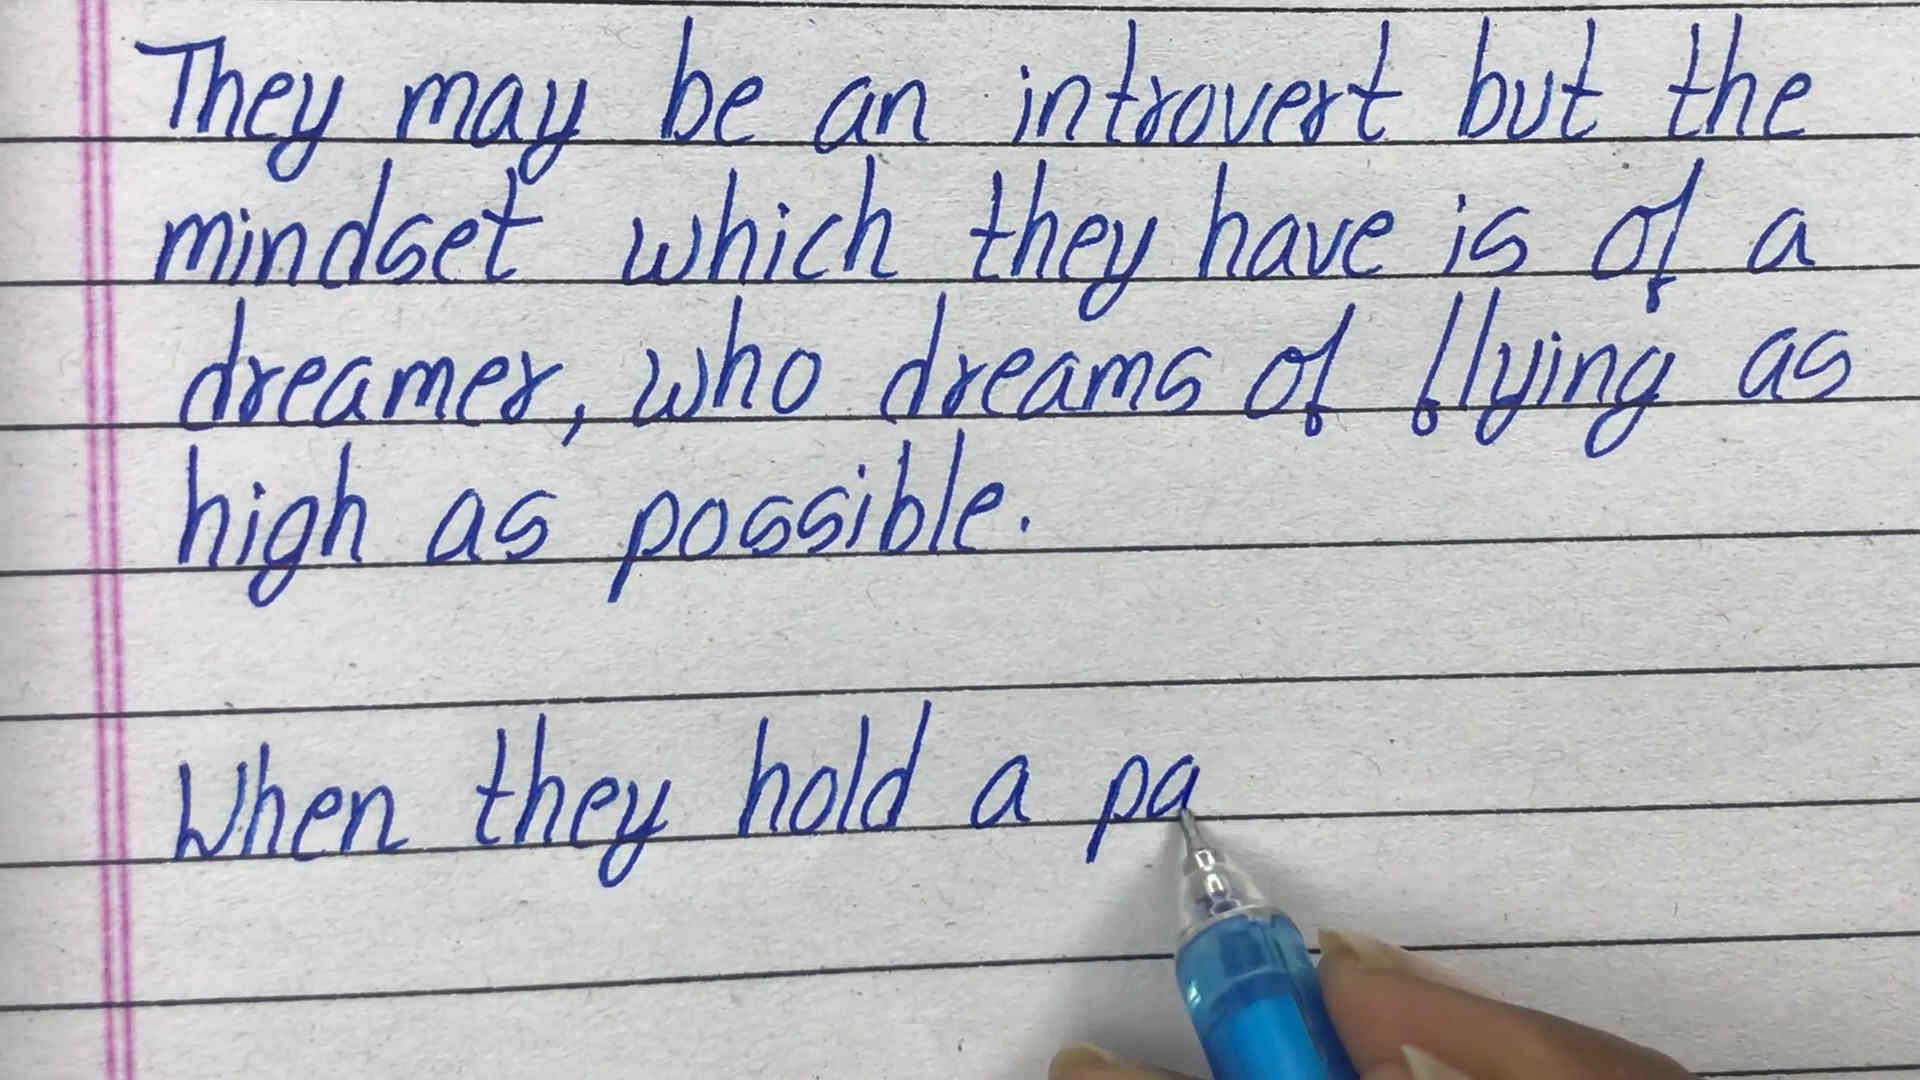 They may be an introvert but the
mindset which they have is of a
dreamer, who dreams of flying as
high as possible.
When they hold a pa